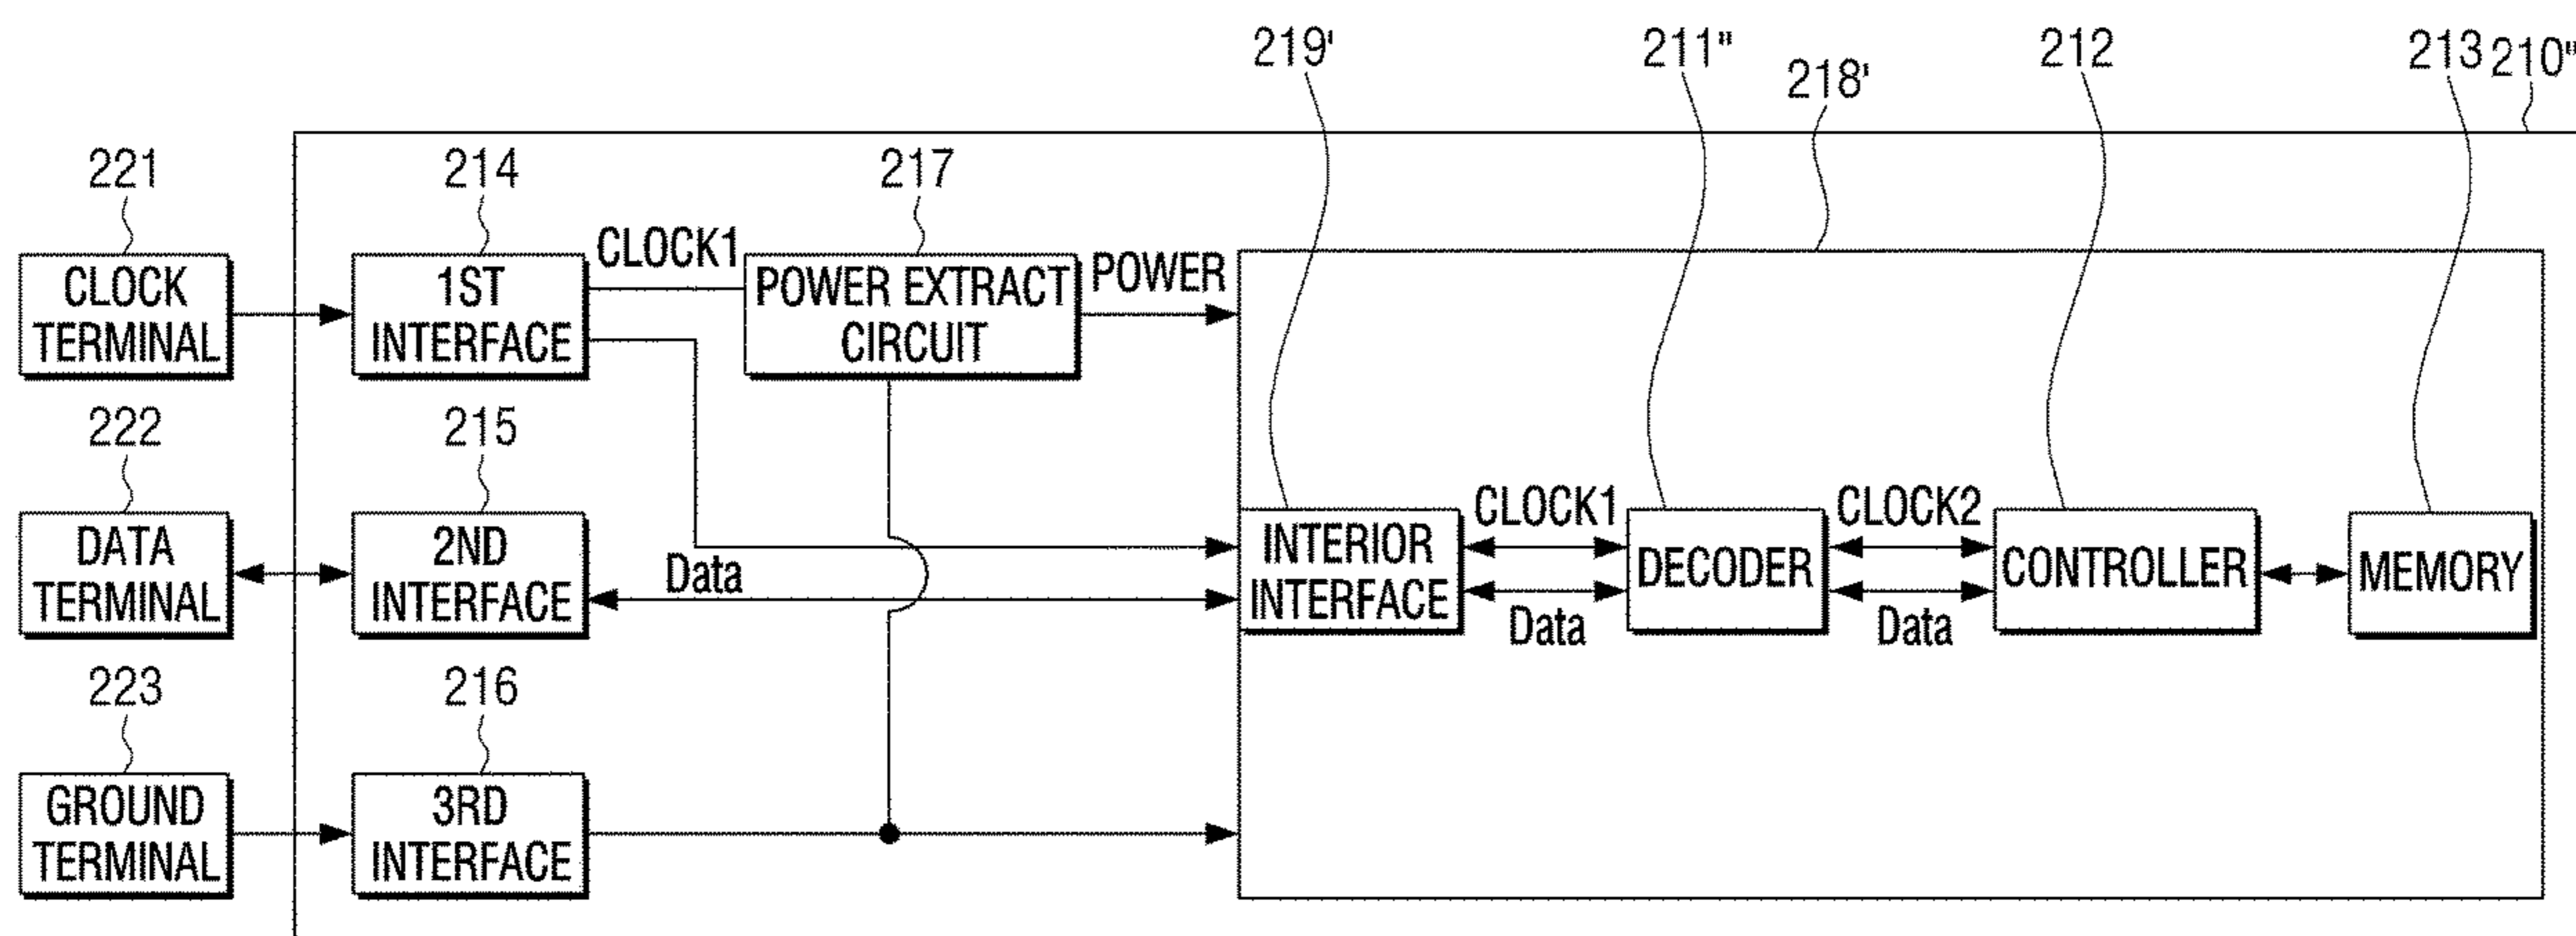 219'
211"
218'
212
213
210"
221
214
217
CLOCK
TERMINAL
1ST
INTERFACE
CLOCK1
POWER EXTRACT
CIRCUIT
POWER
222
215
DATA
TERMINAL
2ND
INTERFACE
Data
INTERIOR
INTERFACE
CLOCK1
Data
DECODER
CLOCK2
Data
CONTROLLER
MEMORY
223
216
GROUND
TERMINAL
3RD
INTERFACE